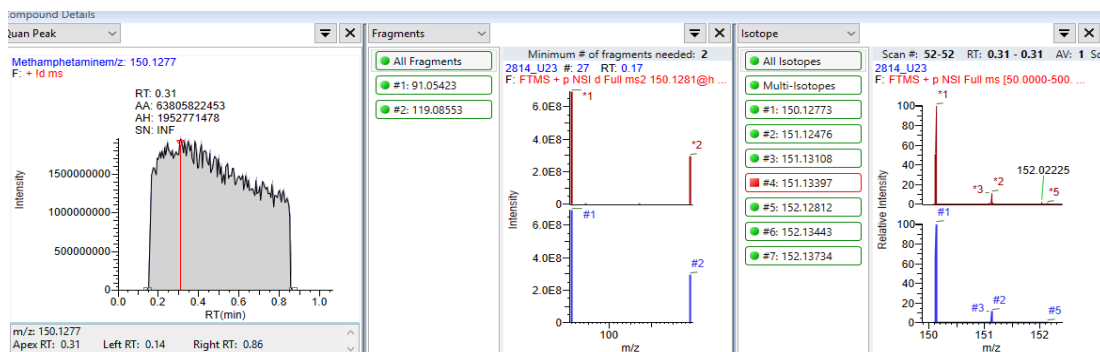 Compound Details
Quan Peak
Methamphetaminem/z: 150.1277
F: + !d ms
RT: 0.31
AA: 63805822453
AH: 1952771478
SN: INF
Intensity
1500000000
1000000000
500000000
0
0.0 0.2 0.4 0.6 0.8 1.0
RT(min)
m/z: 150.1277
Apex RT: 0.31 Left RT: 0.14 Right RT: 0.86
Fragments
All Fragments
#1: 91.05423
#2: 119.08553
Minimum # of fragments needed: 2
2814_U23 #: 27 RT: 0.17
F: FTMS + p NSI d Full ms2 150.1281@h ...
*1
*2
6.0E8
4.0E8
2.0E8
0
Intensity
#1
#2
6.0E8
4.0E8
2.0E8
0
100
m/z
Isotope
All Isotopes
Multi-Isotopes
#1: 150.12773
#2: 151.12476
#3: 151.13108
#4: 151.13397
#5: 152.12812
#6: 152.13443
#7: 152.13734
Scan #: 52-52 RT: 0.31 - 0.31 AV: 1 Sc
2814_U23
F: FTMS + p NSI Full ms [50.0000-500. ...
*1
100
80
60
40
20
0
152.02225
*3 *2 *5
Relative Intensity
#1
100
80
60
40
20
0
#3 #2 #5
150 151 152
m/z